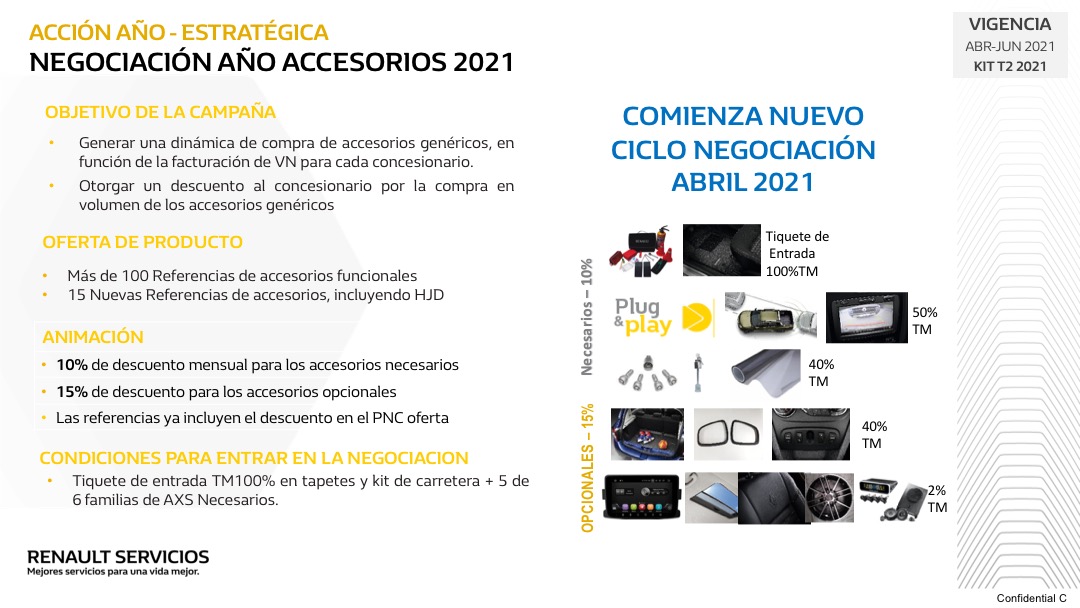 ACCIÓN AÑO - ESTRATÉGICA
NEGOCIACIÓN AÑO ACCESORIOS 2021
VIGENCIA
ABR-JUN 2021
KIT T2 2021
OBJETIVO DE LA CAMPAÑA
• Generar una dinámica de compra de accesorios genéricos, en
función de la facturación de VN para cada concesionario.
• Otorgar un descuento al concesionario por la compra en
volumen de los accesorios genéricos
OFERTA DE PRODUCTO
• Más de 100 Referencias de accesorios funcionales
• 15 Nuevas Referencias de accesorios, incluyendo HJD
ANIMACIÓN
• 10% de descuento mensual para los accesorios necesarios
• 15% de descuento para los accesorios opcionales
• Las referencias ya incluyen el descuento en el PNC oferta
CONDICIONES PARA ENTRAR EN LA NEGOCIACION
• Tiquete de entrada TM100% en tapetes y kit de carretera + 5 de
6 familias de AXS Necesarios.
RENAULT SERVICIOS
Mejores servicios para una vida mejor.
COMIENZA NUEVO
CICLO NEGOCIACIÓN
ABRIL 2021
Necesarios – 10%
Tiquete de
Entrada
100%TM
Plug
&play
50%
TM
40%
TM
OPCIONALES – 15%
40%
TM
2%
TM
Confidential C